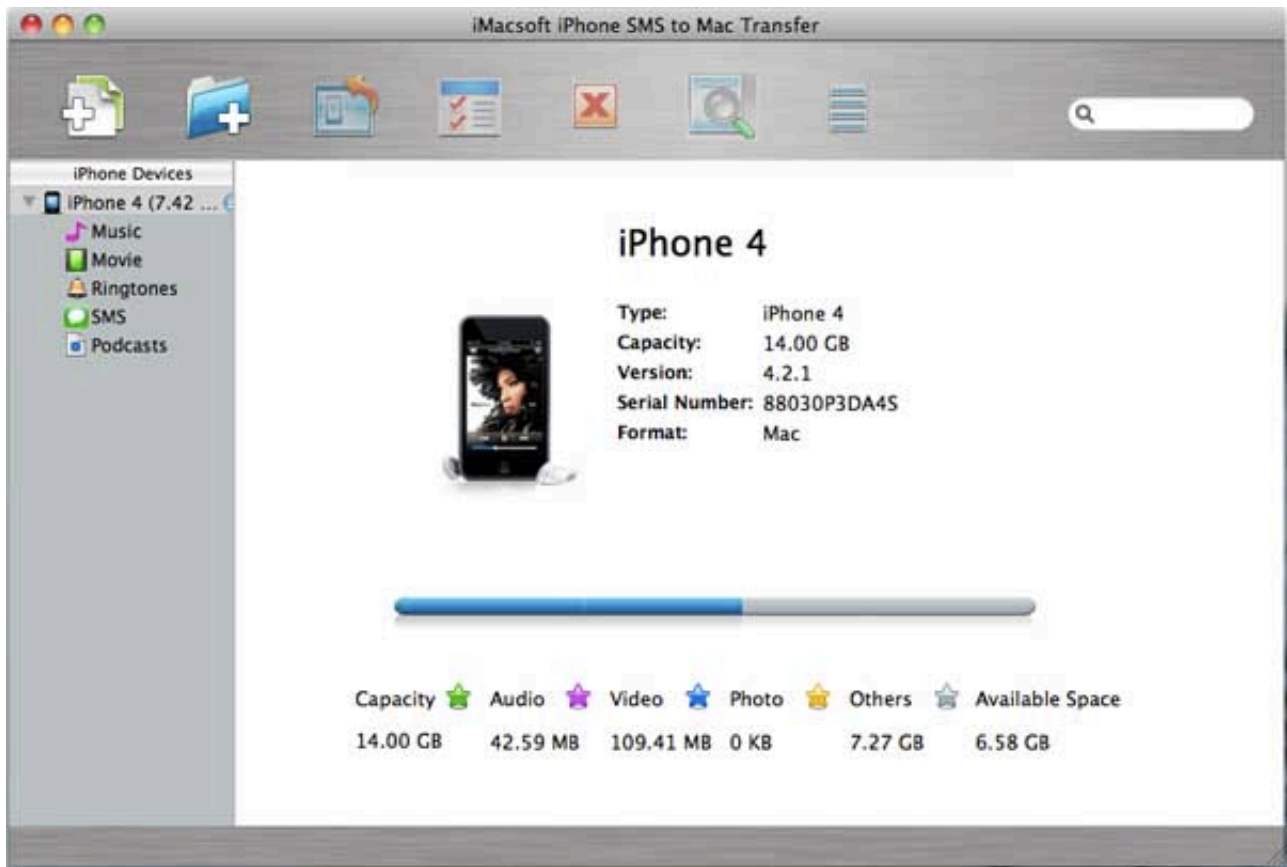 iMacsoft iPhone SMS to Mac Transfer
iPhone Devices
iPhone 4 (7.42 ...
Music
Movie
Ringtones
SMS
Podcasts
iPhone 4
Type: iPhone 4
Capacity: 14.00 GB
Version: 4.2.1
Serial Number: 88030P3DA4S
Format: Mac
Capacity Audio Video Photo Others Available Space
14.00 GB 42.59 MB 109.41 MB 0 KB 7.27 GB 6.58 GB